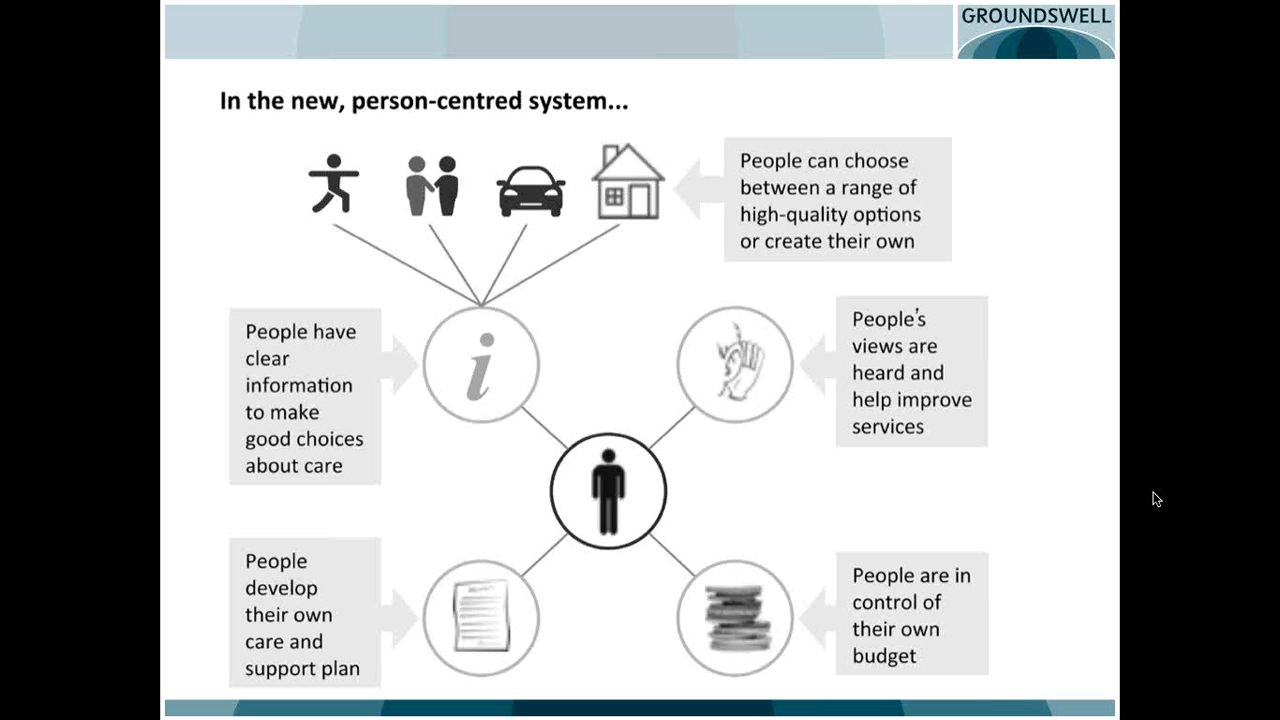 GROUNDSWELL
In the new, person-centred system...
People can choose
between a range of
high-quality options
or create their own
People have
clear
information
to make
good choices
about care
i
People's
views are
heard and
help improve
services
People
develop
their own
care and
support plan
People are in
control of
their own
budget